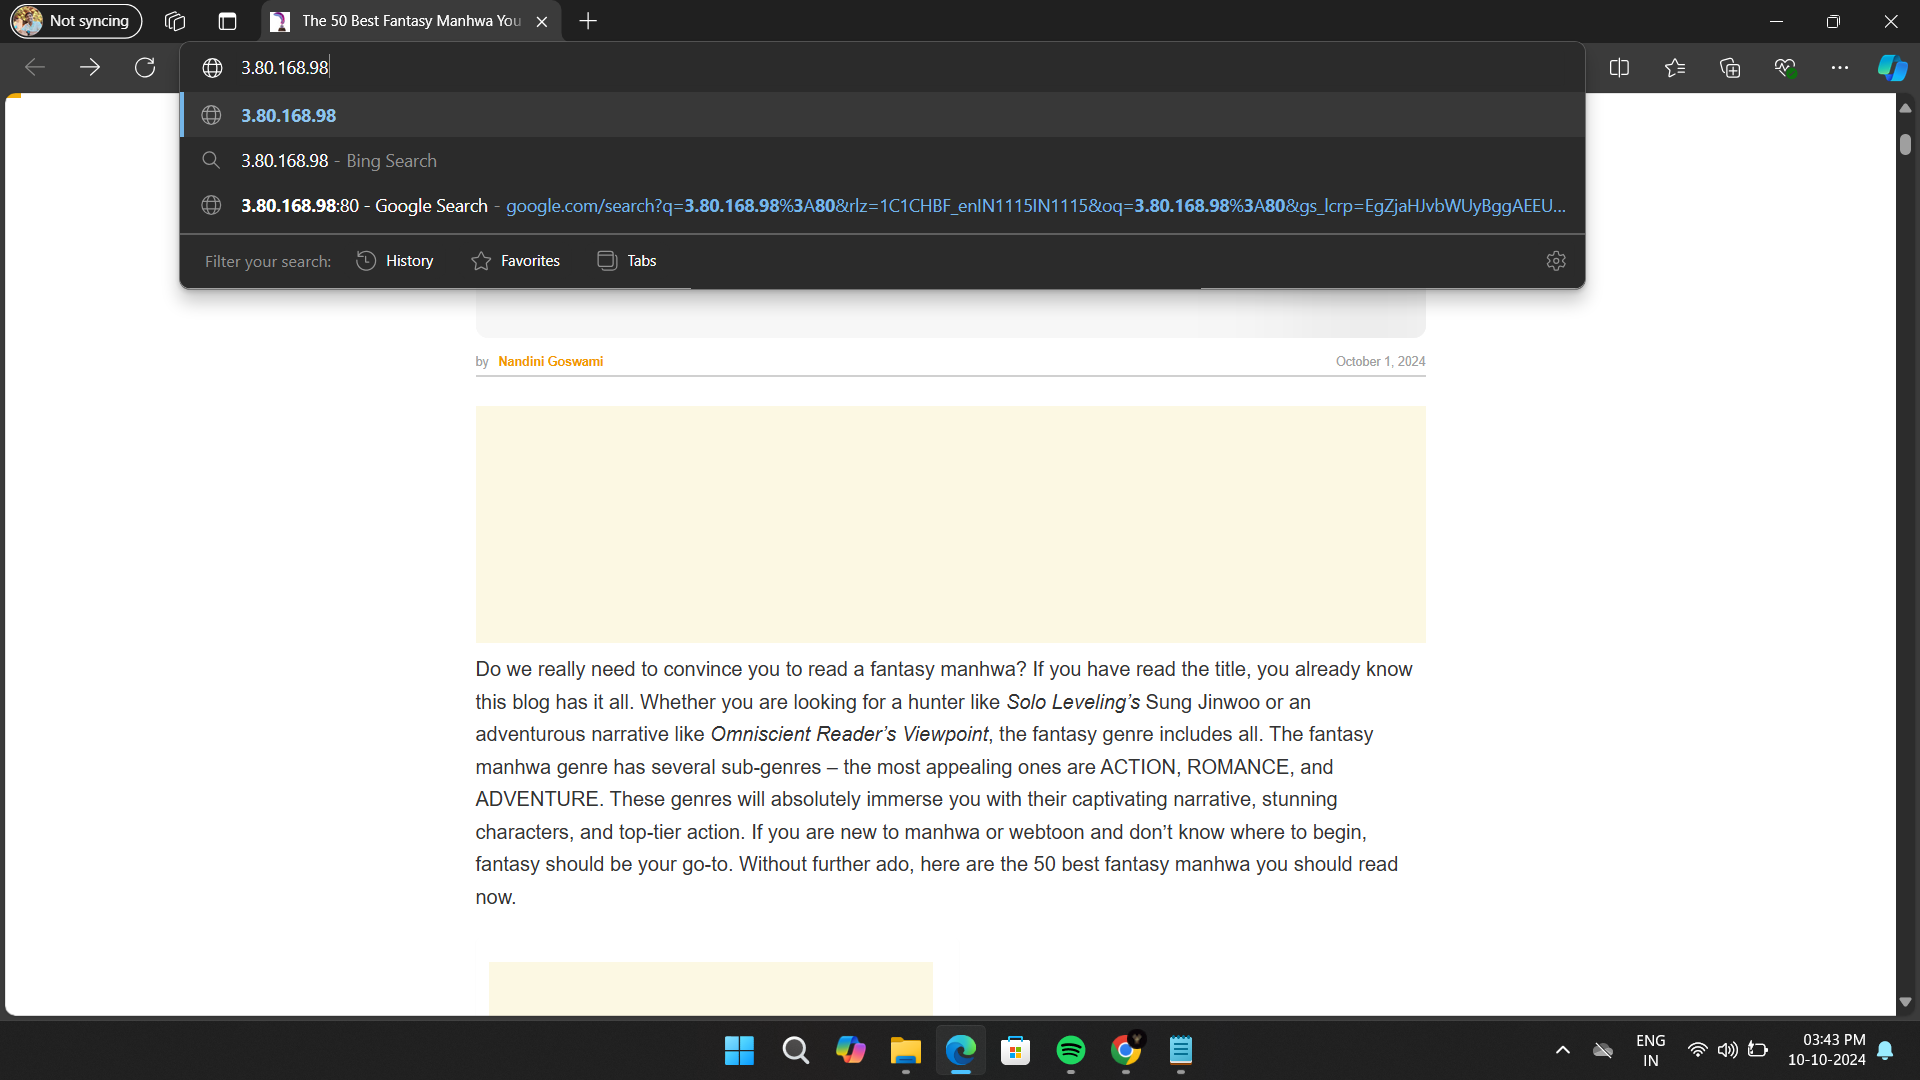 Not syncing
The 50 Best Fantasy Manhwa You
3.80.168.98
3.80.168.98
3.80.168.98 - Bing Search
3.80.168.98:80 - Google Search - google.com/search?q=3.80.168.98%3A80&rlz=1C1CHBF_enIN1115IN1115&oq=3.80.168.98%3A80&gs_lcrp=EgZjaHJvbWUyBggAEEU...
Filter your search: History Favorites Tabs
by Nandini Goswami October 1, 2024
Do we really need to convince you to read a fantasy manhwa? If you have read the title, you already know
this blog has it all. Whether you are looking for a hunter like Solo Leveling’s Sung Jinwoo or an
adventurous narrative like Omniscient Reader’s Viewpoint, the fantasy genre includes all. The fantasy
manhwa genre has several sub-genres – the most appealing ones are ACTION, ROMANCE, and
ADVENTURE. These genres will absolutely immerse you with their captivating narrative, stunning
characters, and top-tier action. If you are new to manhwa or webtoon and don’t know where to begin,
fantasy should be your go-to. Without further ado, here are the 50 best fantasy manhwa you should read
now.
ENG
IN
03:43 PM
10-10-2024